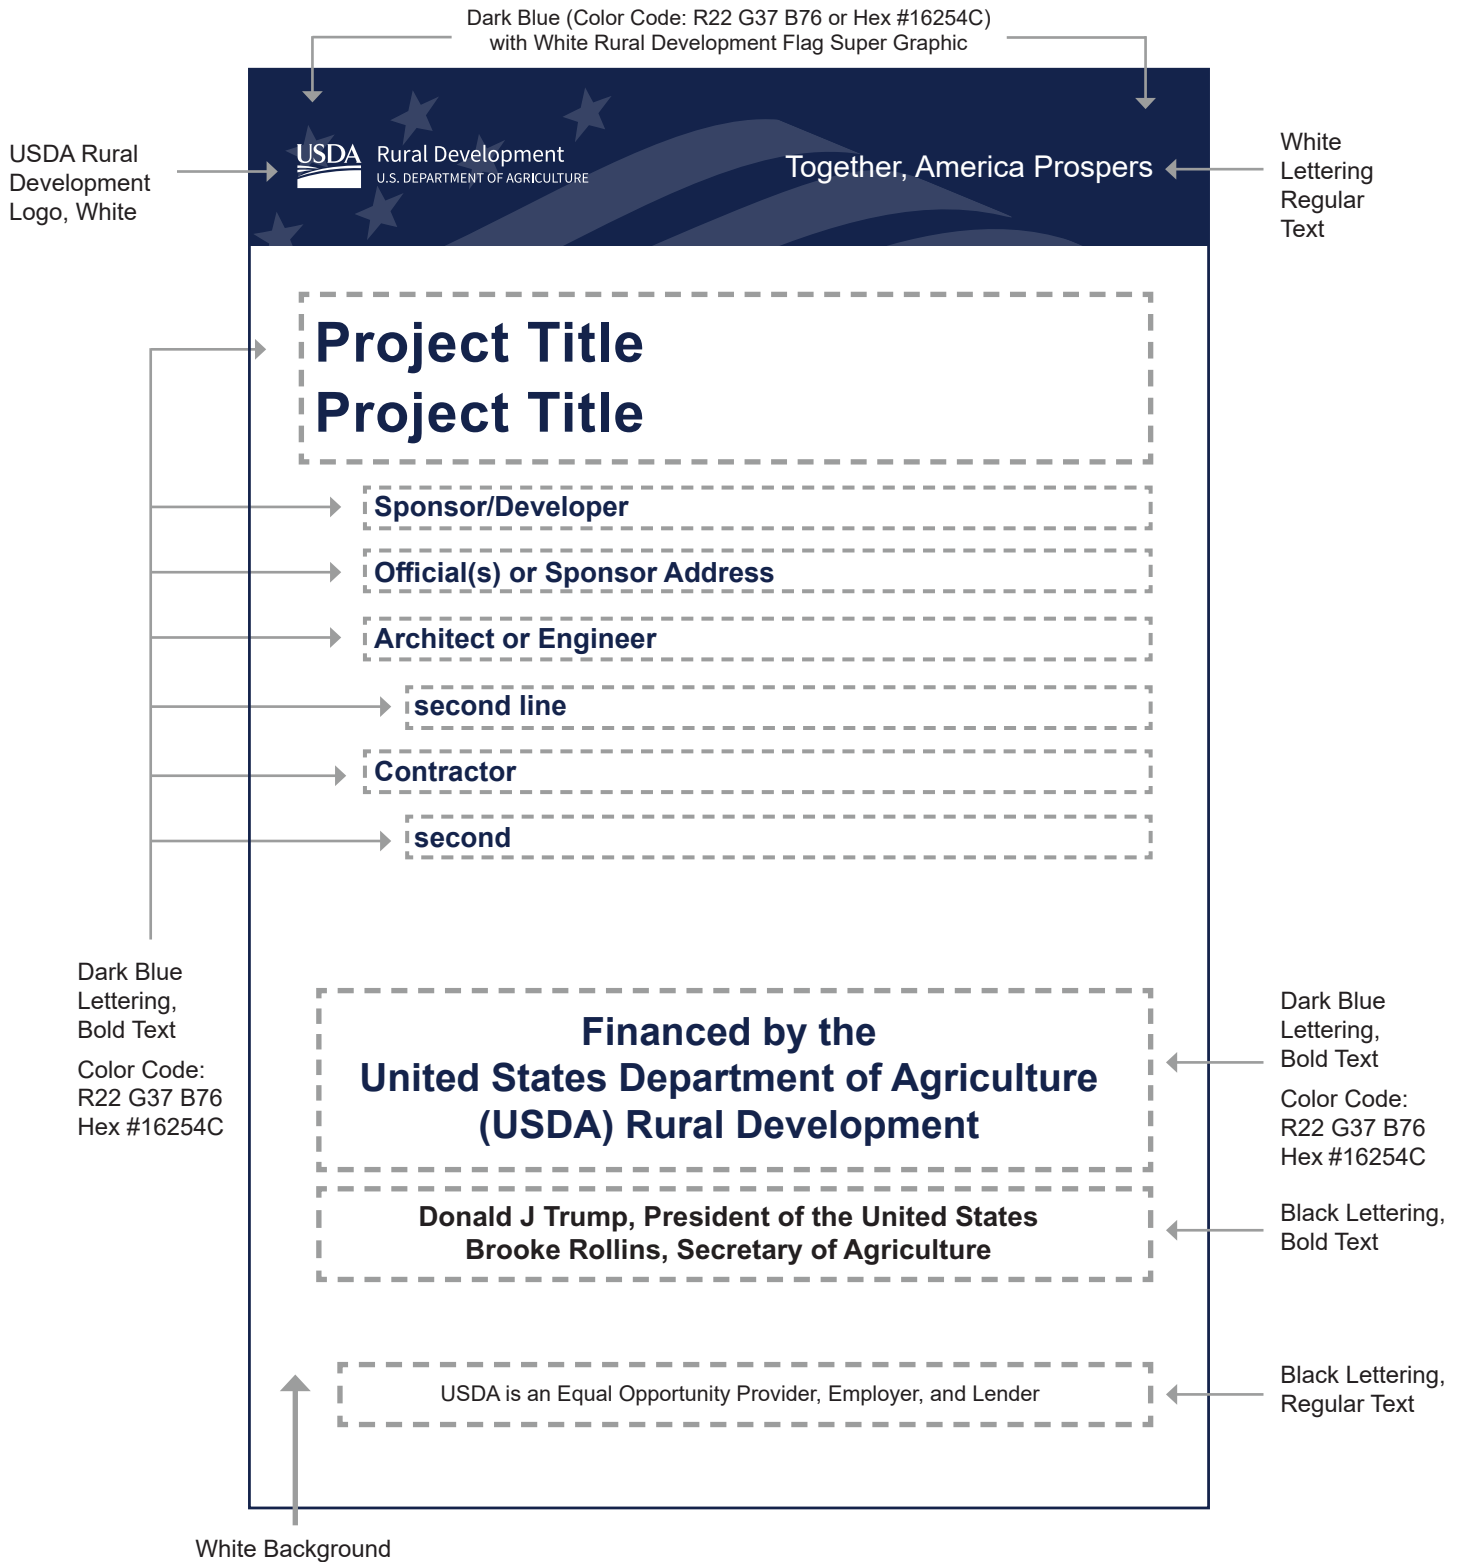 Dark Blue (Color Code: R22 G37 B76 or Hex #16254C)
with White Rural Development Flag Super Graphic
USDA Rural
Development
Logo, White
USDA
Rural Development
U.S. DEPARTMENT OF AGRICULTURE
Together, America Prospers
White
Lettering
Regular
Text
Project Title
Project Title
Sponsor/Developer
Official(s) or Sponsor Address
Architect or Engineer
second line
Contractor
second
Dark Blue
Lettering,
Bold Text
Color Code:
R22 G37 B76
Hex #16254C
Financed by the
United States Department of Agriculture
(USDA) Rural Development
Dark Blue
Lettering,
Bold Text
Color Code:
R22 G37 B76
Hex #16254C
Donald J Trump, President of the United States
Brooke Rollins, Secretary of Agriculture
Black Lettering,
Bold Text
USDA is an Equal Opportunity Provider, Employer, and Lender
Black Lettering,
Regular Text
White Background